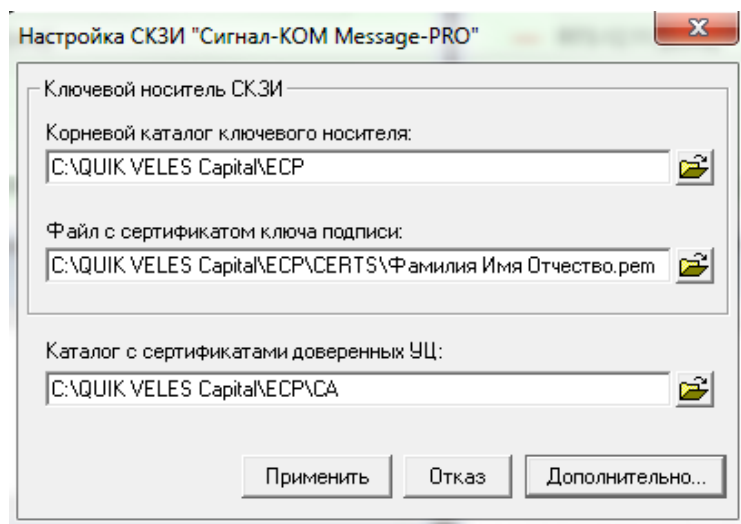 Настройка СКЗИ "Сигнал-КОМ Message-PRO"
Ключевой носитель СКЗИ
Корневой каталог ключевого носителя:
C:\QUIK VELES Capital\ECP
Файл с сертификатом ключа подписи:
C:\QUIK VELES Capital\ECP\CERTS\Фамилия Имя Отчество.pem
Каталог с сертификатами доверенных УЦ:
C:\QUIK VELES Capital\ECP\CA
Применить Отказ Дополнительно...